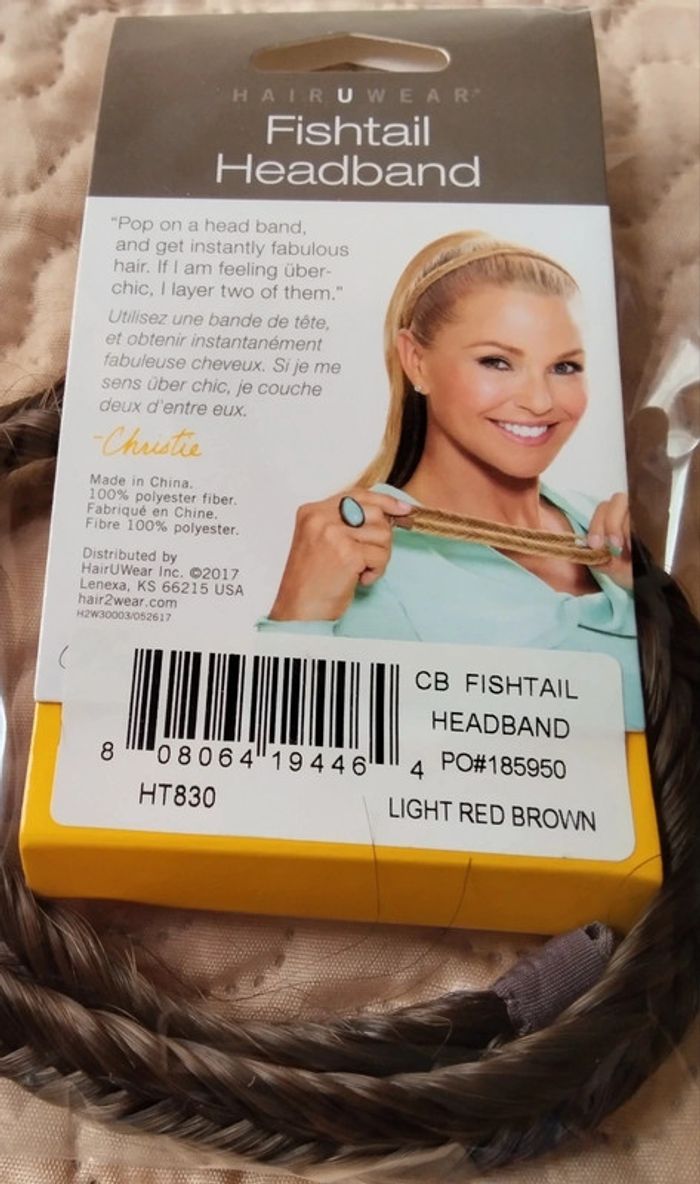 HAIRUWEAR
Fishtail
Headband
"Pop on a head band,
and get instantly fabulous
hair. If I am feeling über-
chic, I layer two of them."
Utilisez une bande de tête,
et obtenir instantanément
fabuleuse cheveux. Si je me
sens über chic, je couche
deux d'entre eux.
-Christie
Made in China.
100% polyester fiber.
Fabriqué en Chine.
Fibre 100% polyester.
Distributed by
HairUWear Inc. ©2017
Lenexa, KS 66215 USA
hair2wear.com
H2W30003/052617
CB FISHTAIL
HEADBAND
8 08064 19446 4
PO#185950
HT830
LIGHT RED BROWN